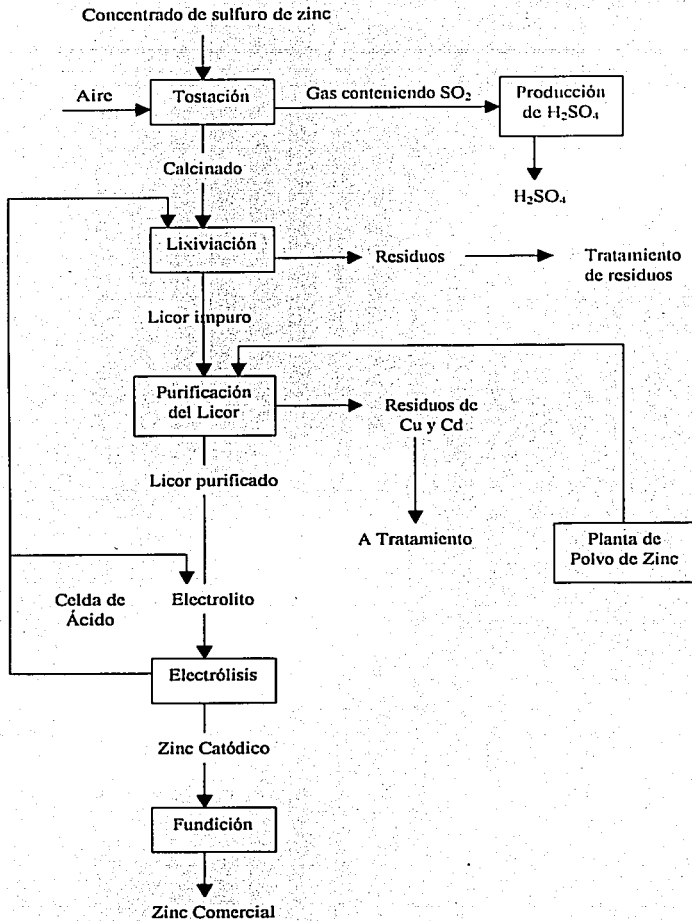 Concentrado de sulfuro de zinc
Aire
Tostación
Gas conteniendo SO₂
Producción
de H₂SO₄
Calcinado
H₂SO₄
Lixiviación
Residuos
Tratamiento
de residuos
Licor impuro
Purificación
del Licor
Residuos de
Cu y Cd
Licor purificado
A Tratamiento
Planta de
Polvo de Zinc
Celda de
Ácido
Electrolito
Electrólisis
Zinc Catódico
Fundición
Zinc Comercial